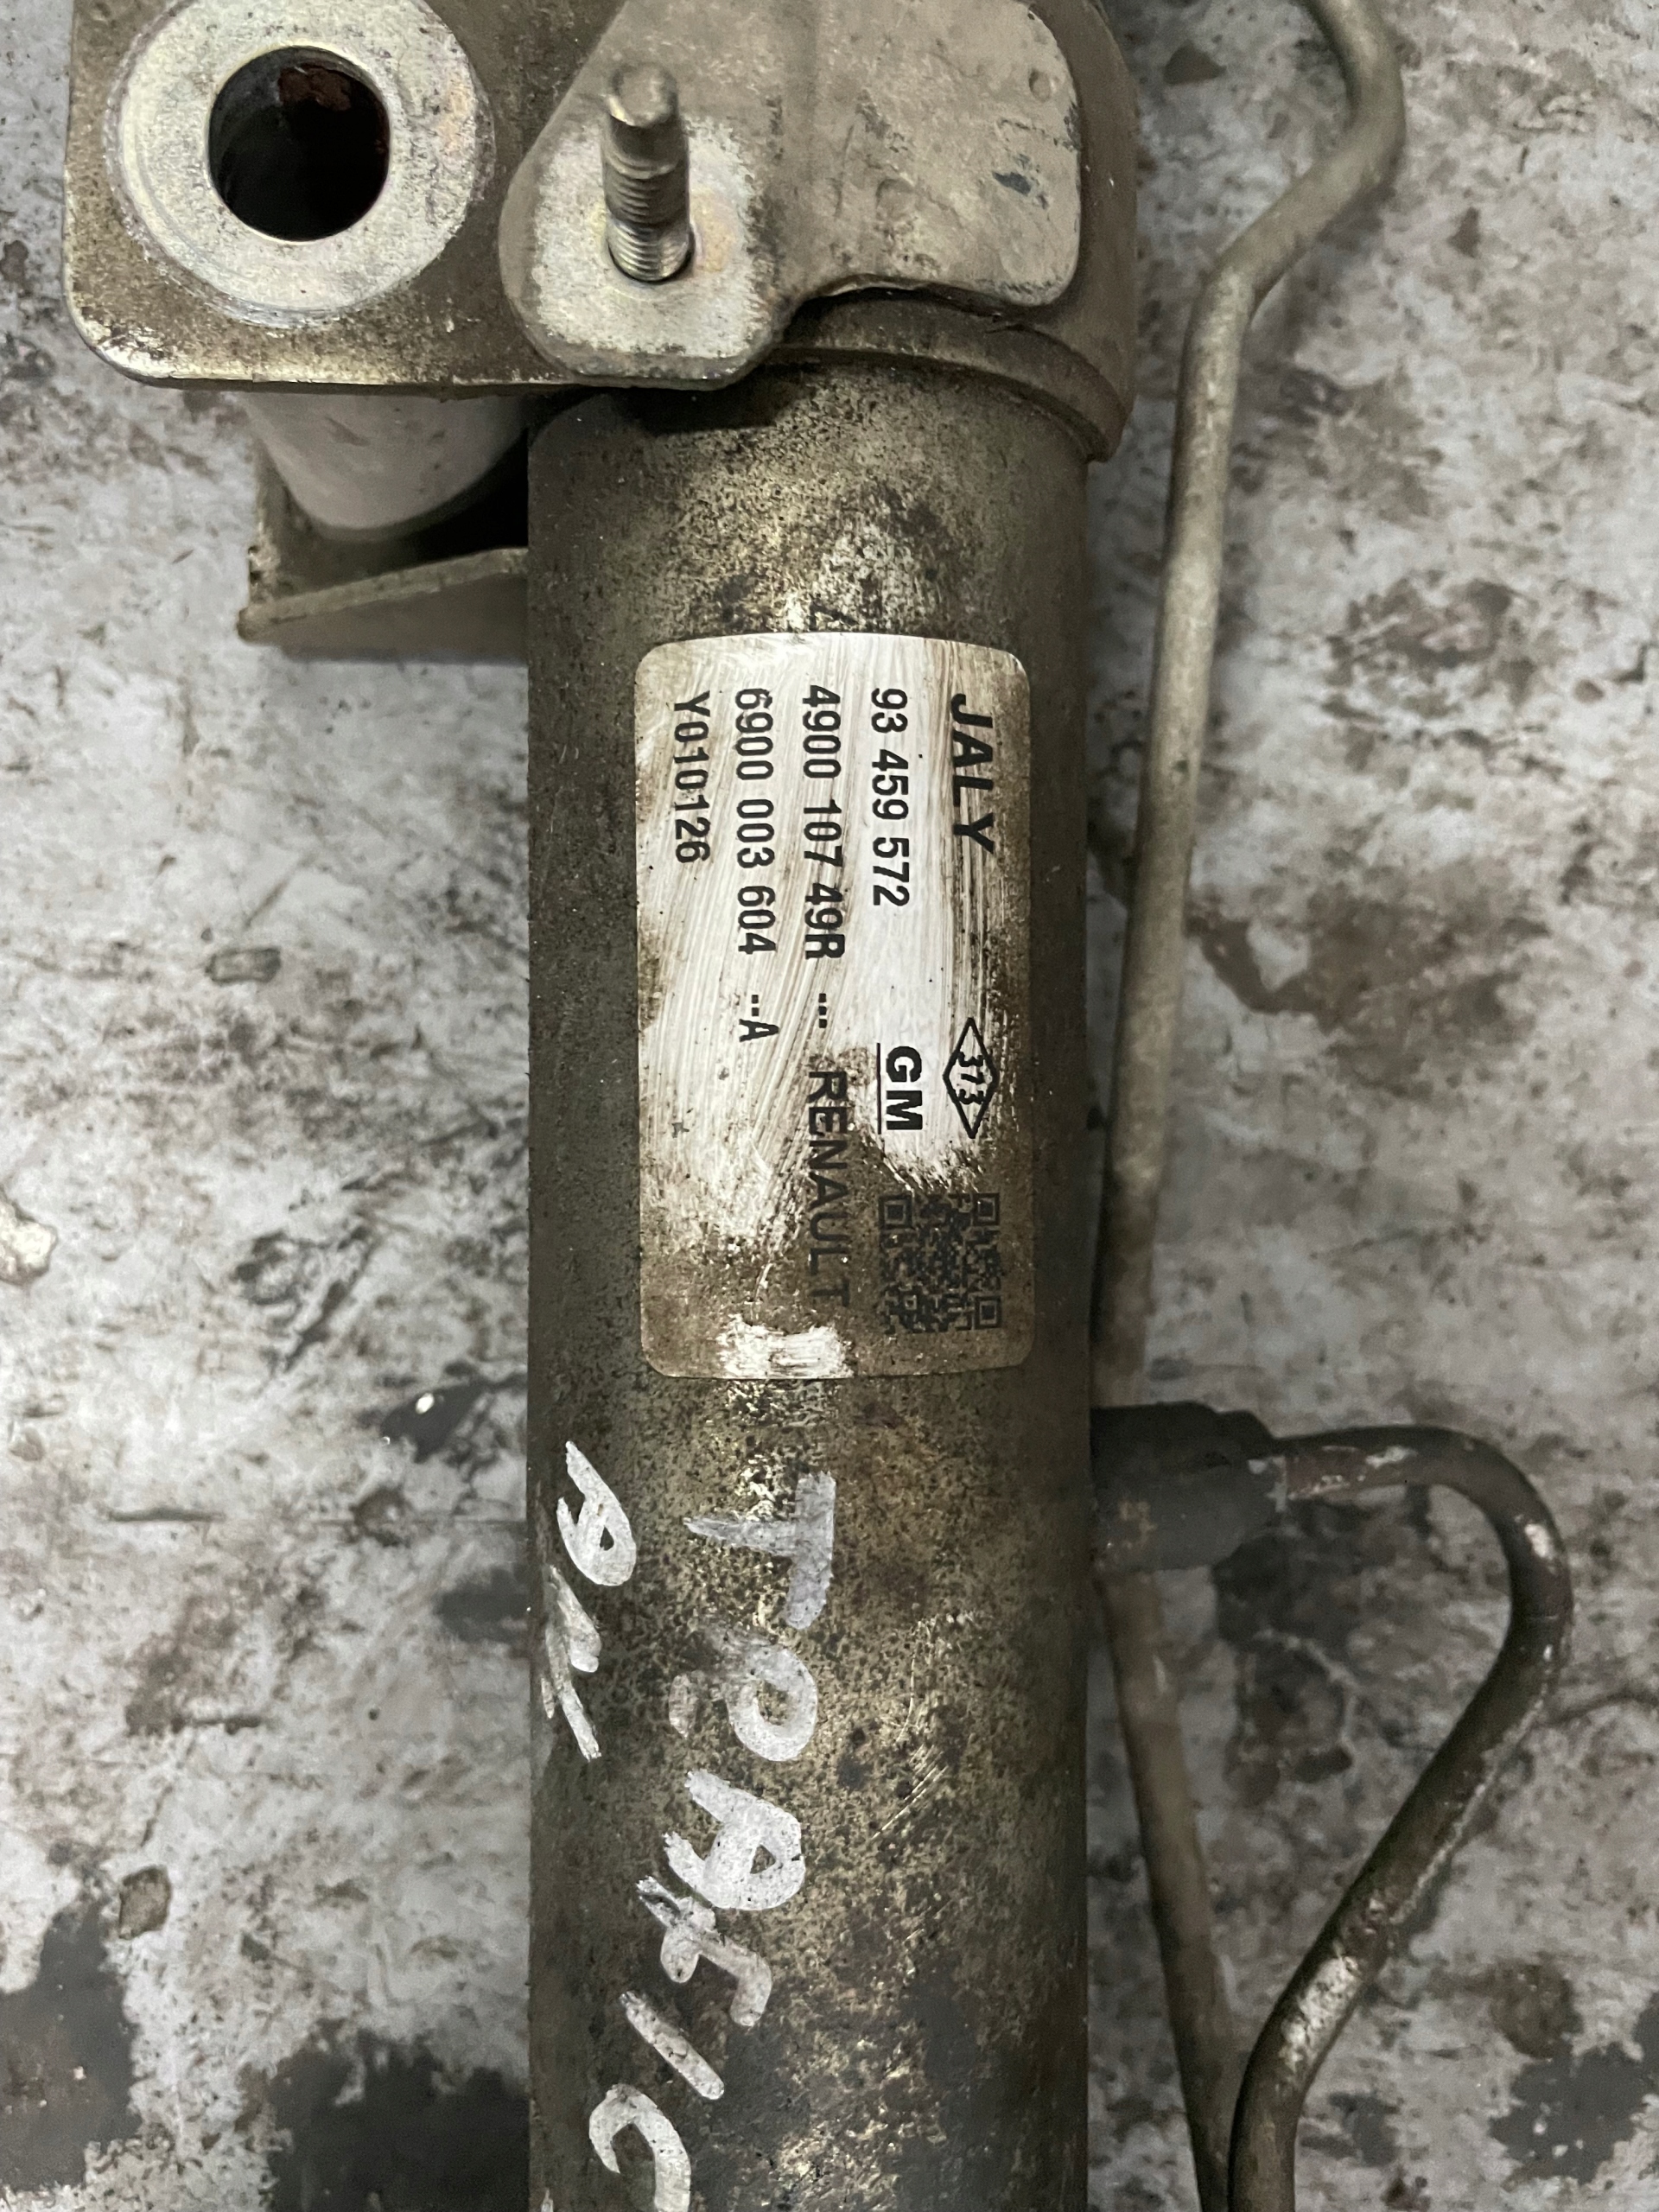 JALY 373
93 459 572 GM
4900 107 49R --- RENAULT
6900 003 604 --A
Y010126
TRAFIC